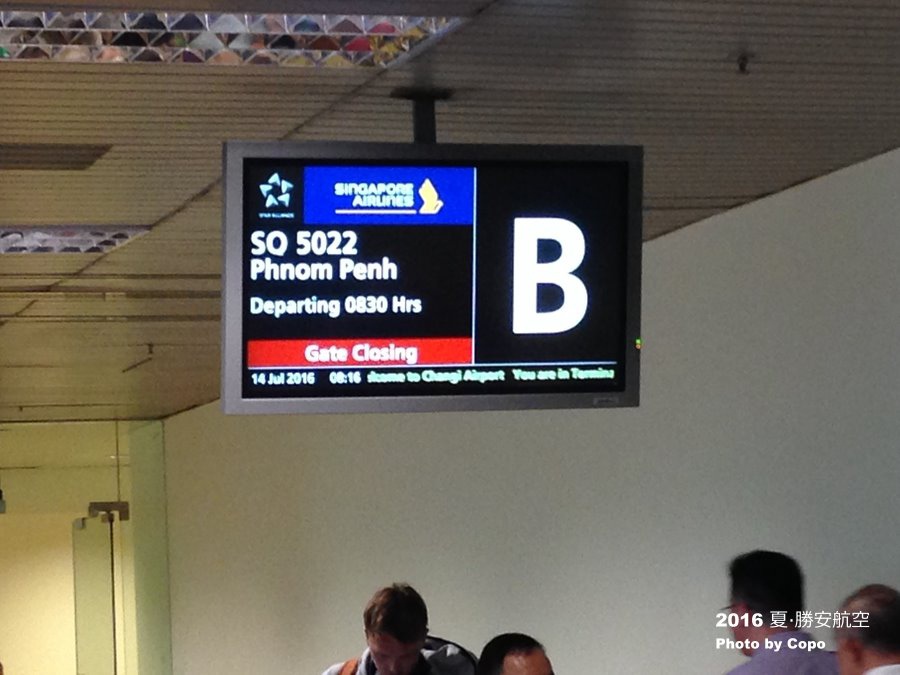 STAR ALLIANCE
SINGAPORE
AIRLINES
SQ 5022
Phnom Penh
Departing 0830 Hrs
Gate Closing
B
14 Jul 2016 08:16 to Changi Airport You are in
2016 夏·勝安航空
Photo by Copo